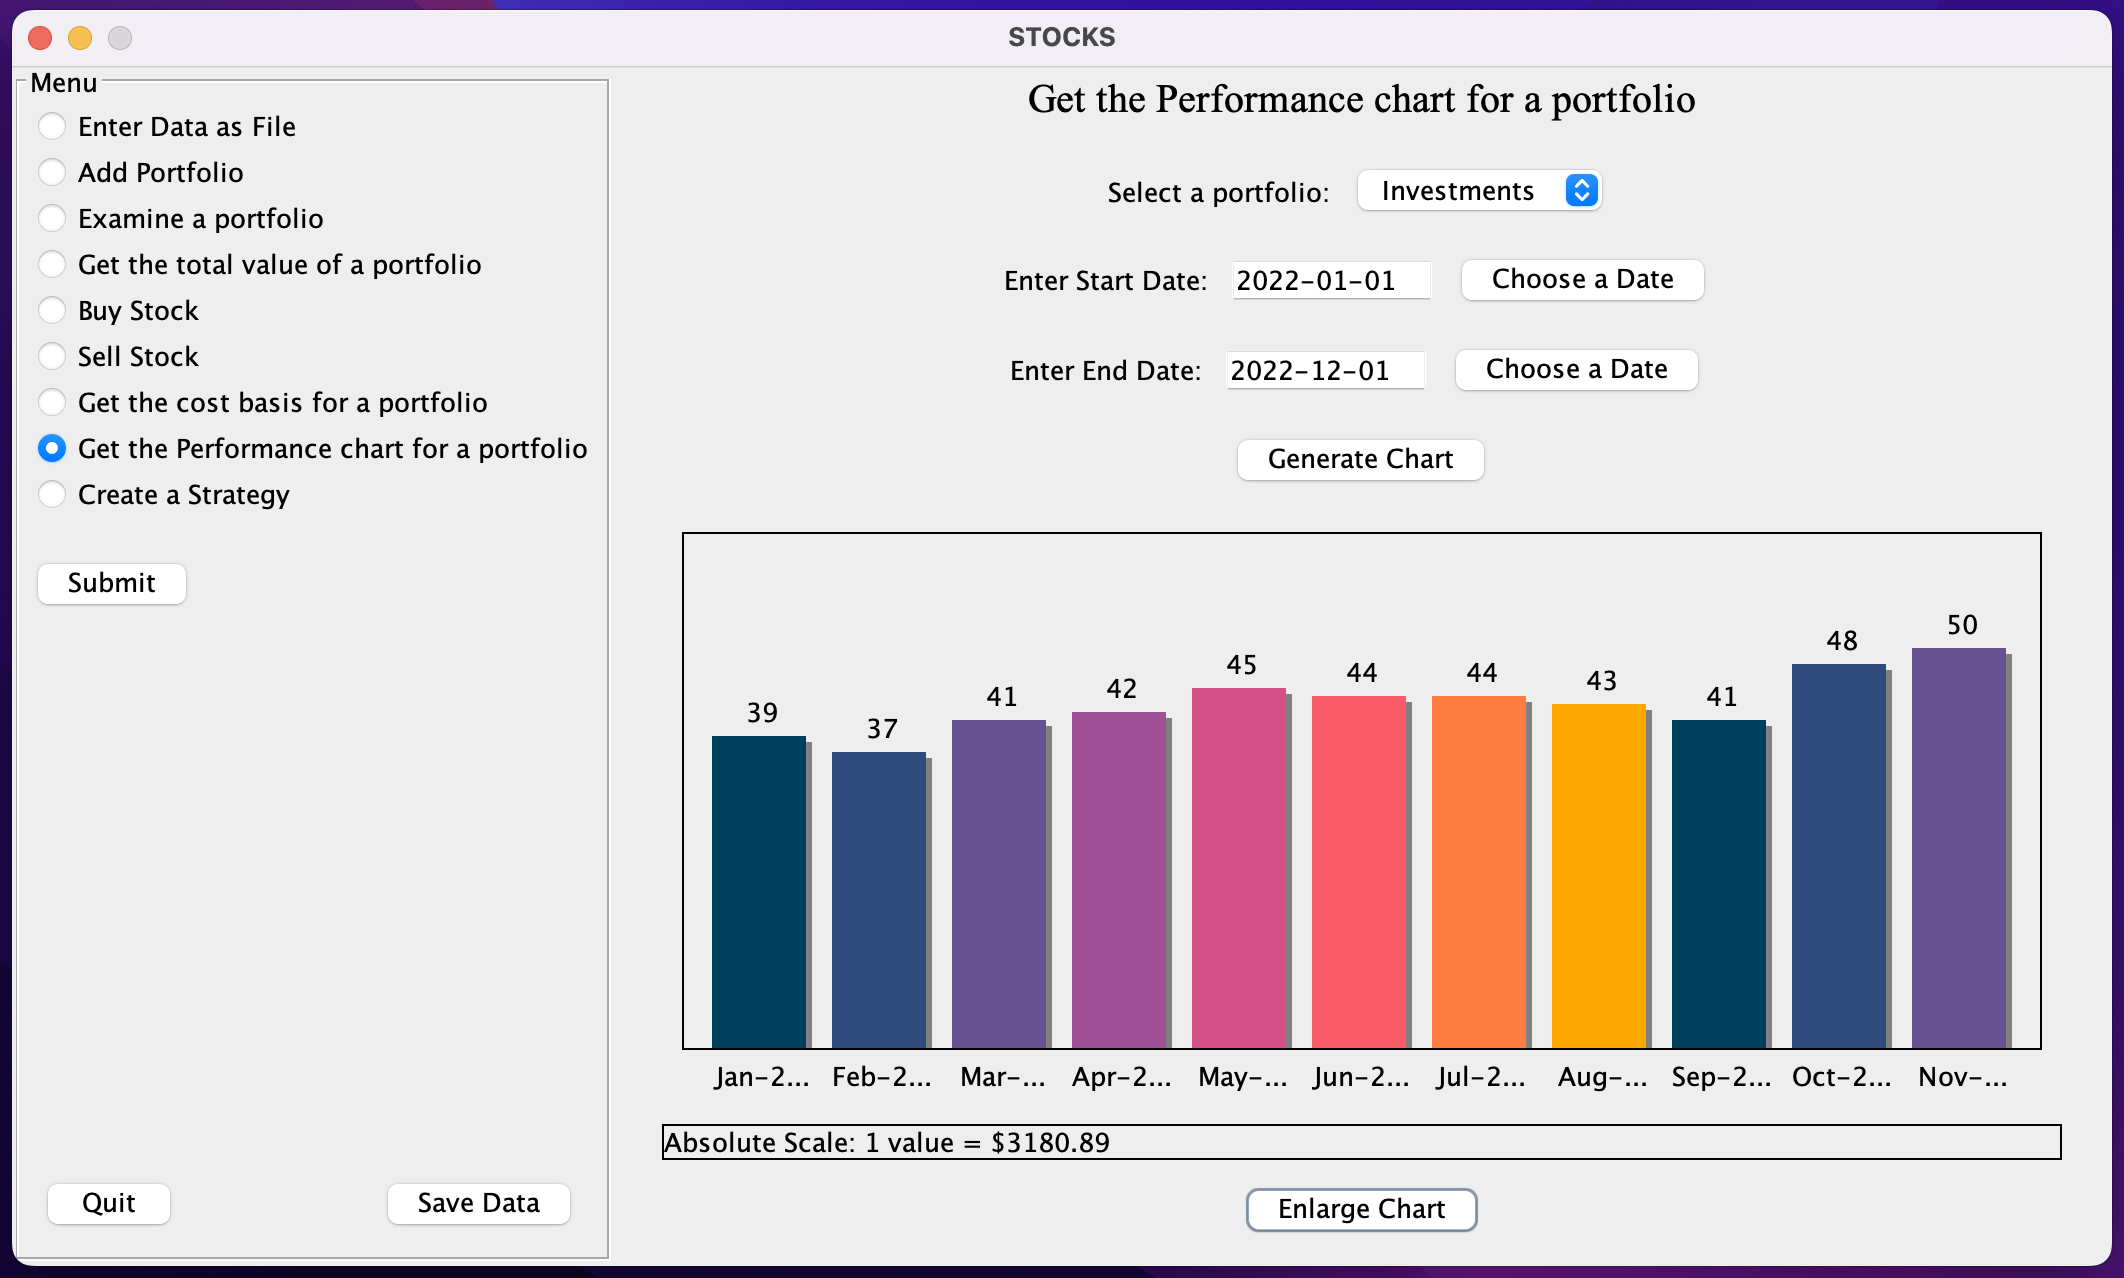 STOCKS
Menu
Enter Data as File
Add Portfolio
Examine a portfolio
Get the total value of a portfolio
Buy Stock
Sell Stock
Get the cost basis for a portfolio
Get the Performance chart for a portfolio
Create a Strategy
Submit
Quit Save Data
Get the Performance chart for a portfolio
Select a portfolio: Investments
Enter Start Date: 2022-01-01 Choose a Date
Enter End Date: 2022-12-01 Choose a Date
Generate Chart
39 37 41 42 45 44 44 43 41 48 50
Jan-2... Feb-2... Mar-... Apr-2... May-... Jun-2... Jul-2... Aug-... Sep-2... Oct-2... Nov-...
Absolute Scale: 1 value = $3180.89
Enlarge Chart